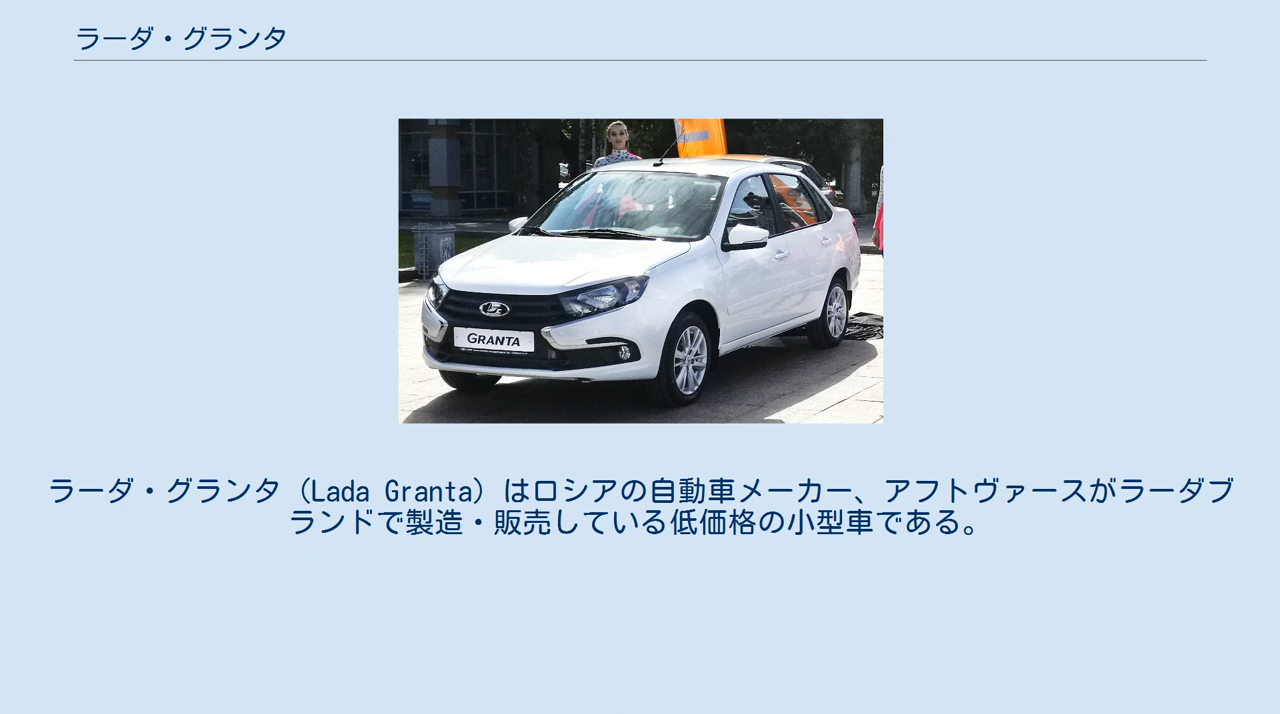 ラーダ・グランタ
GRANTA
ラーダ・グランタ（Lada Granta）はロシアの自動車メーカー、アフトヴァースがラーダブ
ランドで製造・販売している低価格の小型車である。